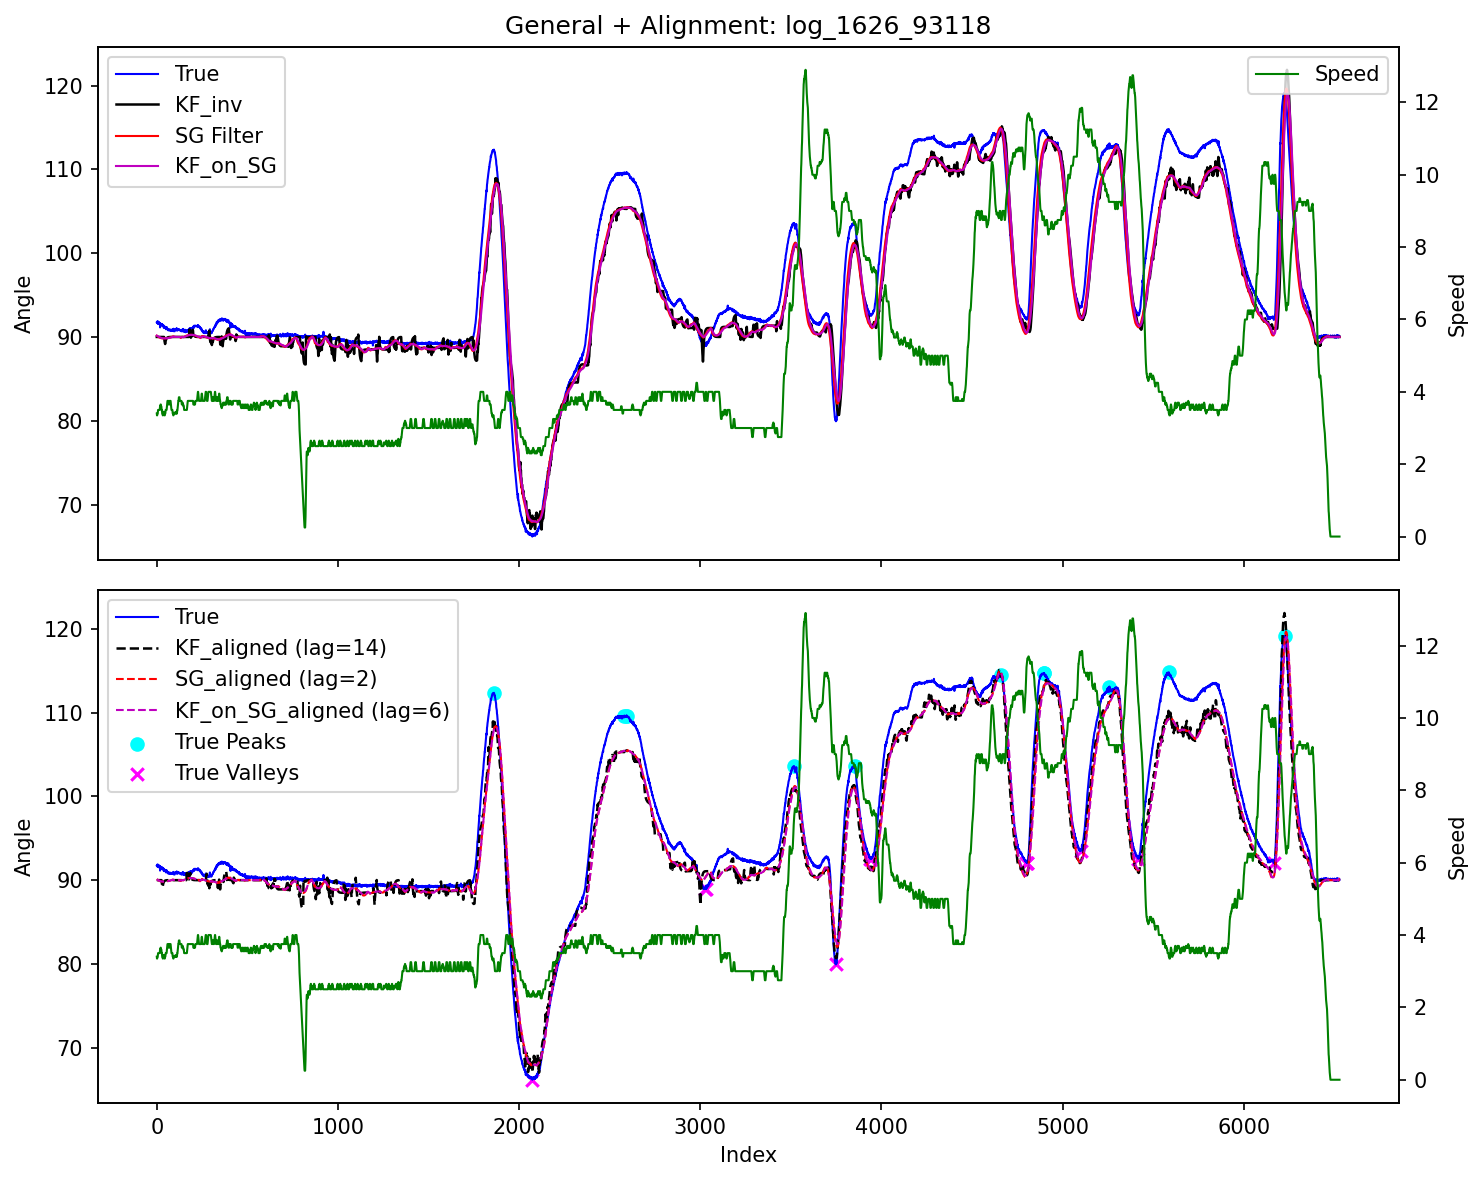 General + Alignment: log_1626_93118
True
KF_inv
SG Filter
KF_on_SG
Speed
120
110
100
90
80
70
Angle
12
10
8
6
4
2
0
Speed
True
KF_aligned (lag=14)
SG_aligned (lag=2)
KF_on_SG_aligned (lag=6)
True Peaks
True Valleys
120
110
100
90
80
70
Angle
12
10
8
6
4
2
0
Speed
0 1000 2000 3000 4000 5000 6000
Index